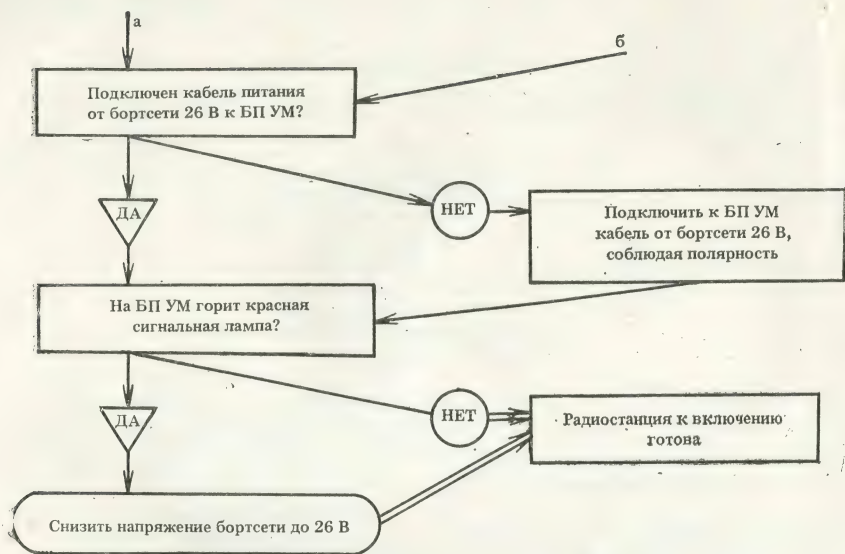 а
б
Подключен кабель питания
от бортсети 26 В к БП УМ?
ДА
НЕТ
Подключить к БП УМ
кабель от бортсети 26 В,
соблюдая полярность
На БП УМ горит красная
сигнальная лампа?
ДА
НЕТ
Радиостанция к включению
готова
Снизить напряжение бортсети до 26 В